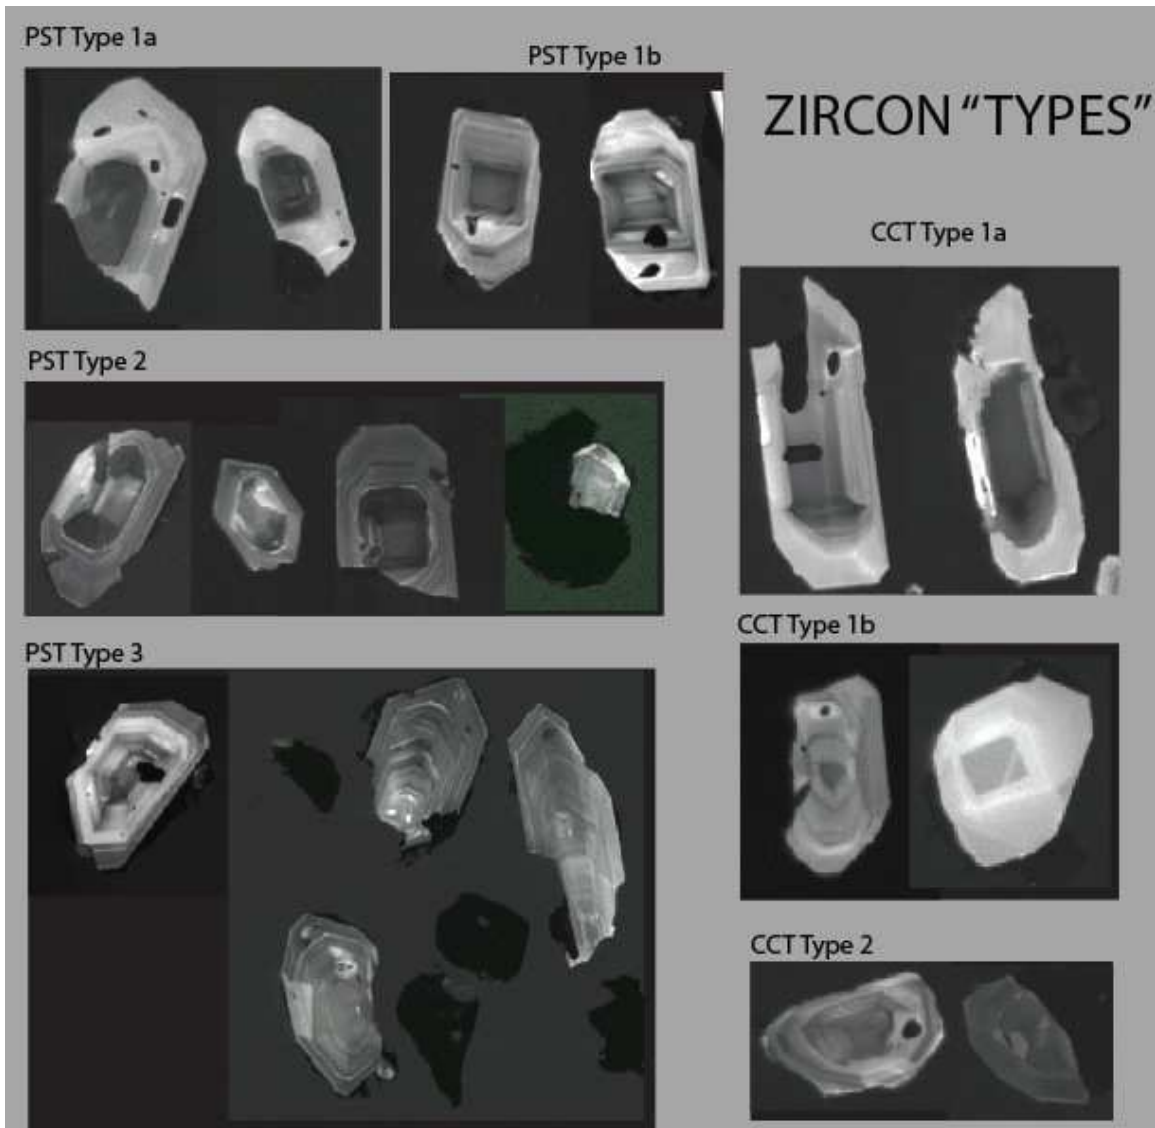 PST Type 1a
PST Type 1b
ZIRCON “TYPES”
CCT Type 1a
PST Type 2
CCT Type 1b
PST Type 3
CCT Type 2